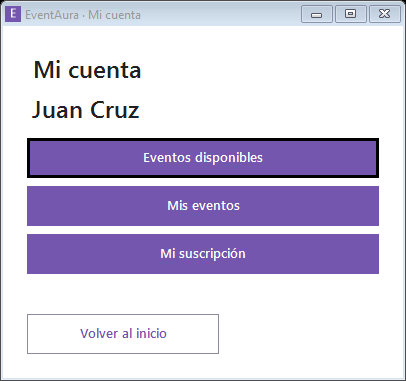 E EventAura - Mi cuenta
Mi cuenta
Juan Cruz
Eventos disponibles
Mis eventos
Mi suscripción
Volver al inicio